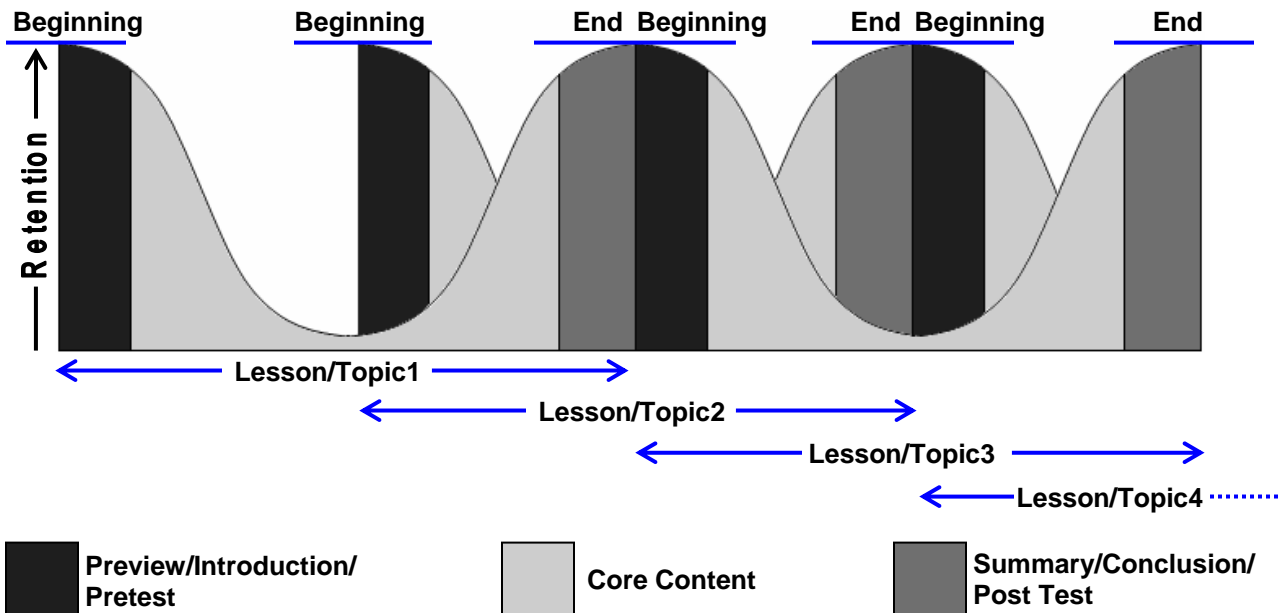 Beginning Beginning End Beginning End Beginning End
Retention
Lesson/Topic1
Lesson/Topic2
Lesson/Topic3
Lesson/Topic4
Preview/Introduction/
Pretest
Core Content
Summary/Conclusion/
Post Test